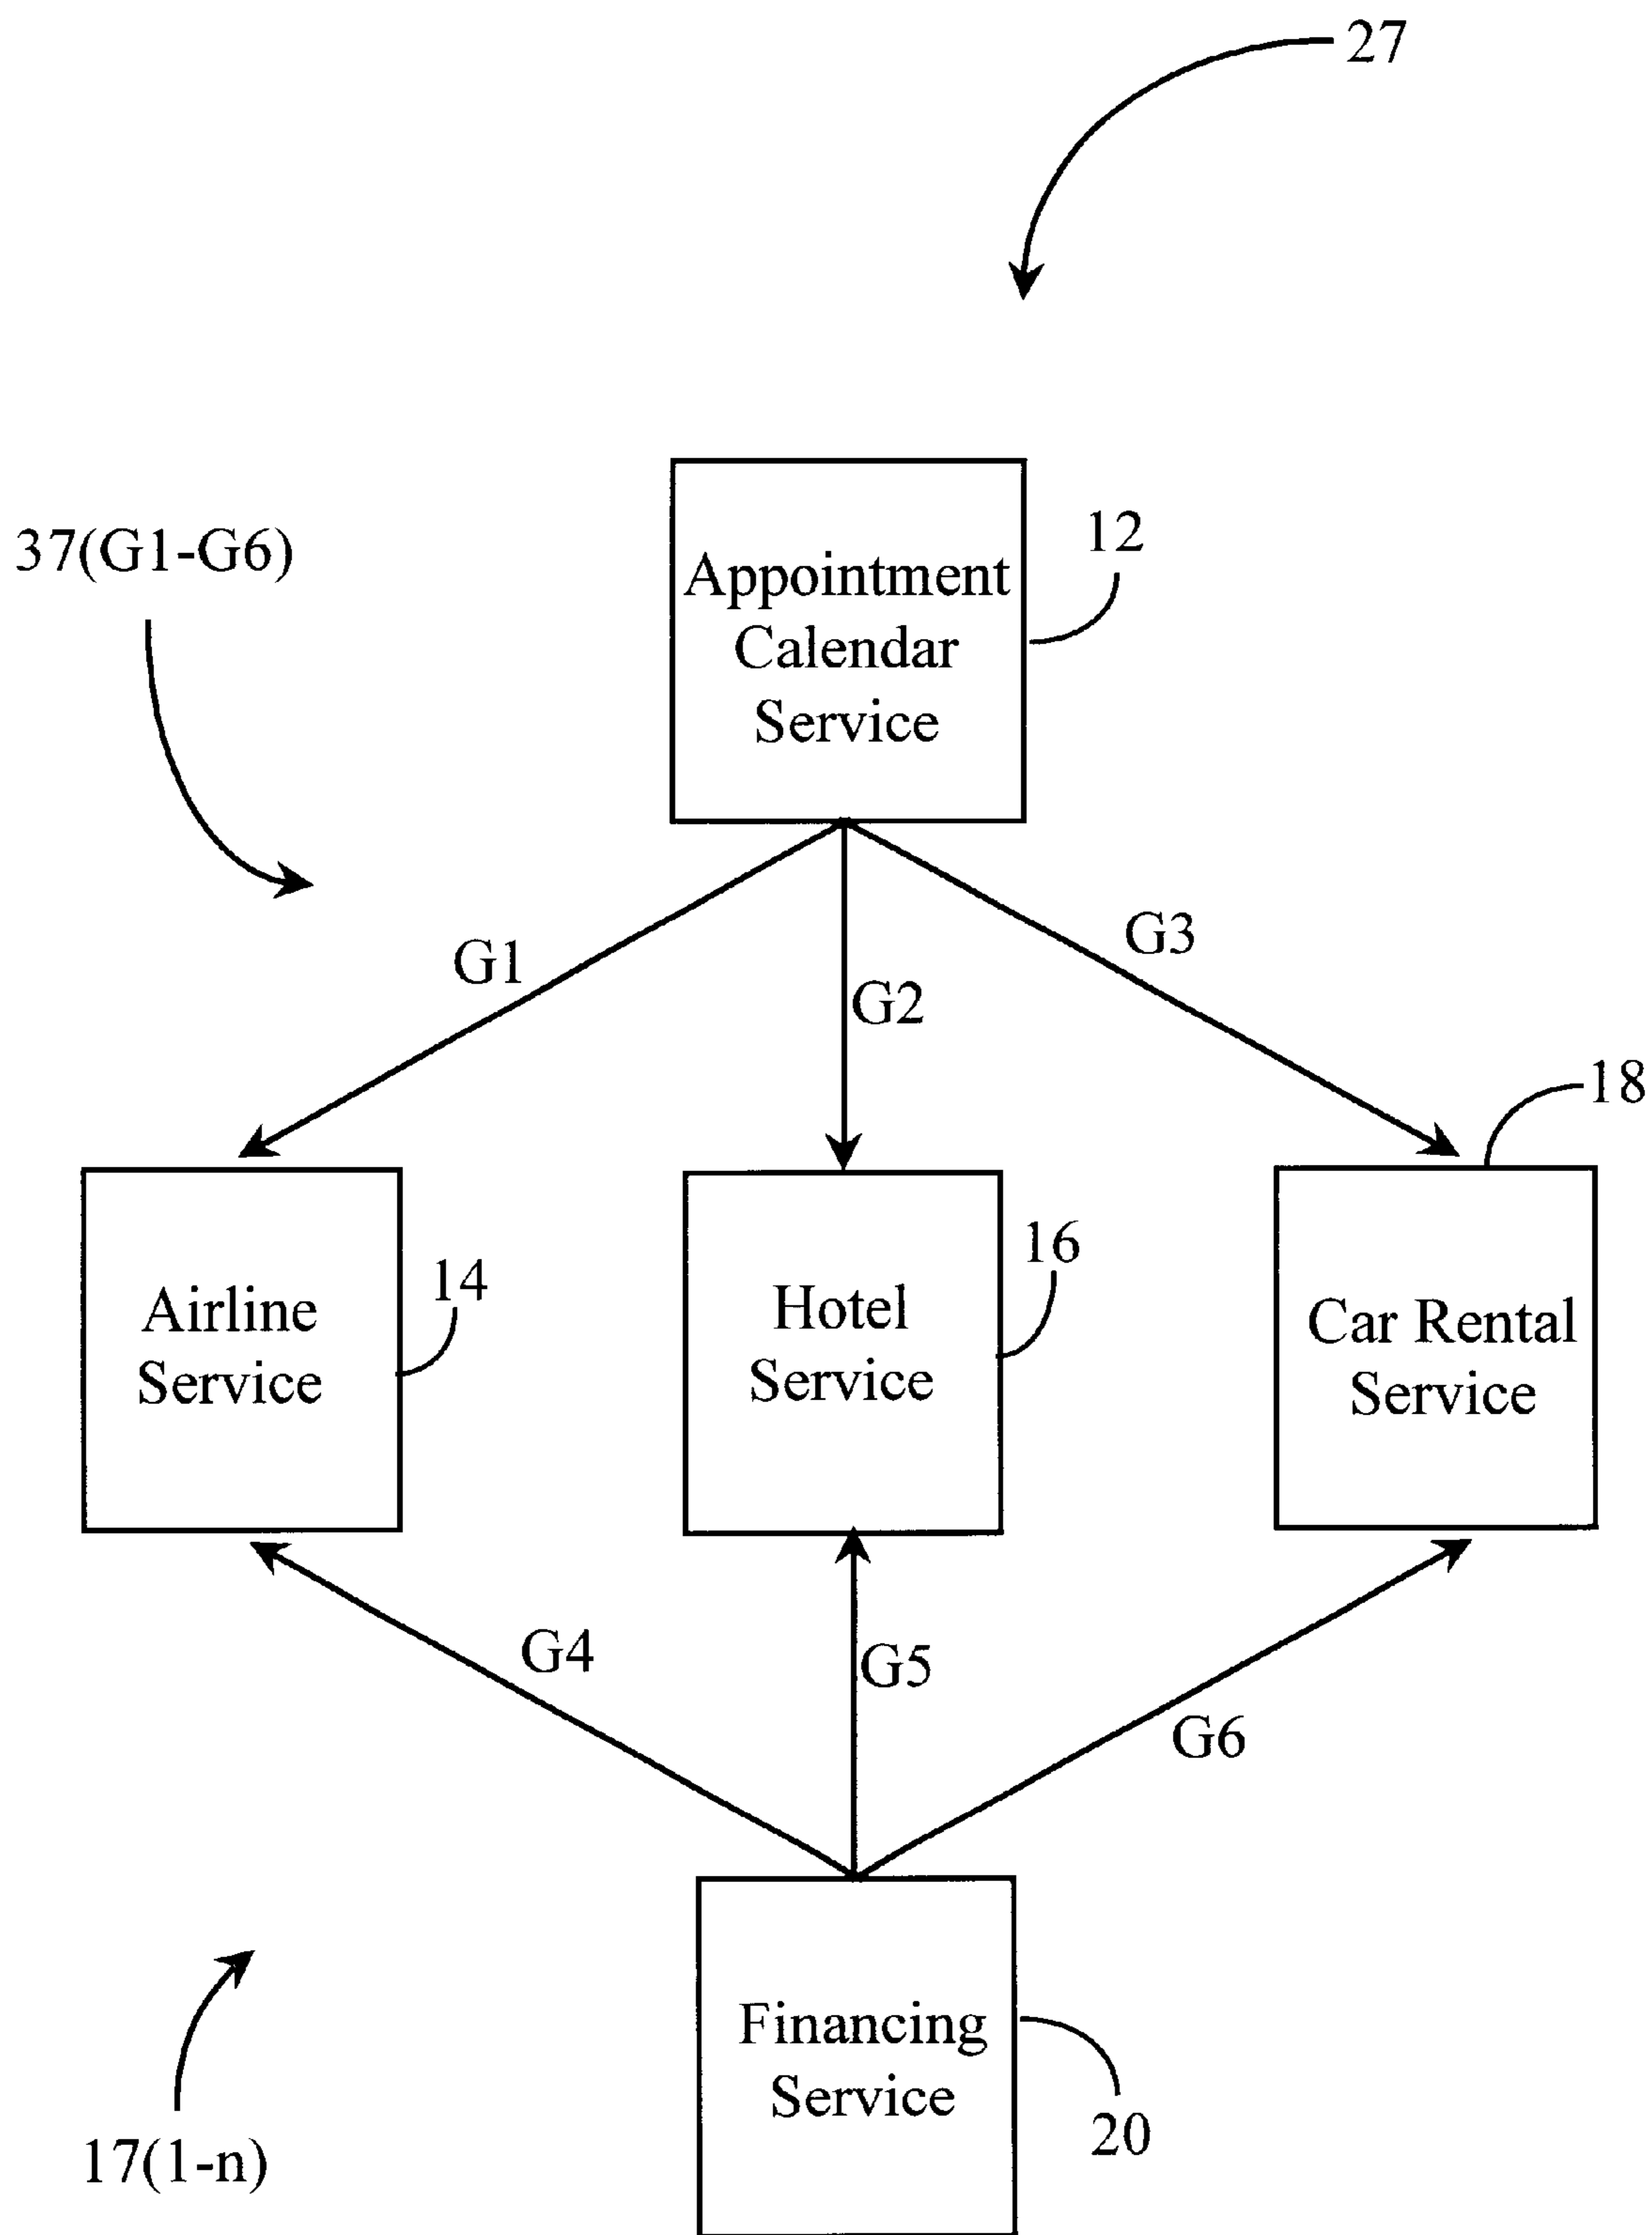 27
37(G1-G6)
12
Appointment
Calendar
Service
G1
G2
G3
18
14
16
Airline
Service
Hotel
Service
Car Rental
Service
G4
G5
G6
Financing
Service
17(1-n)
20